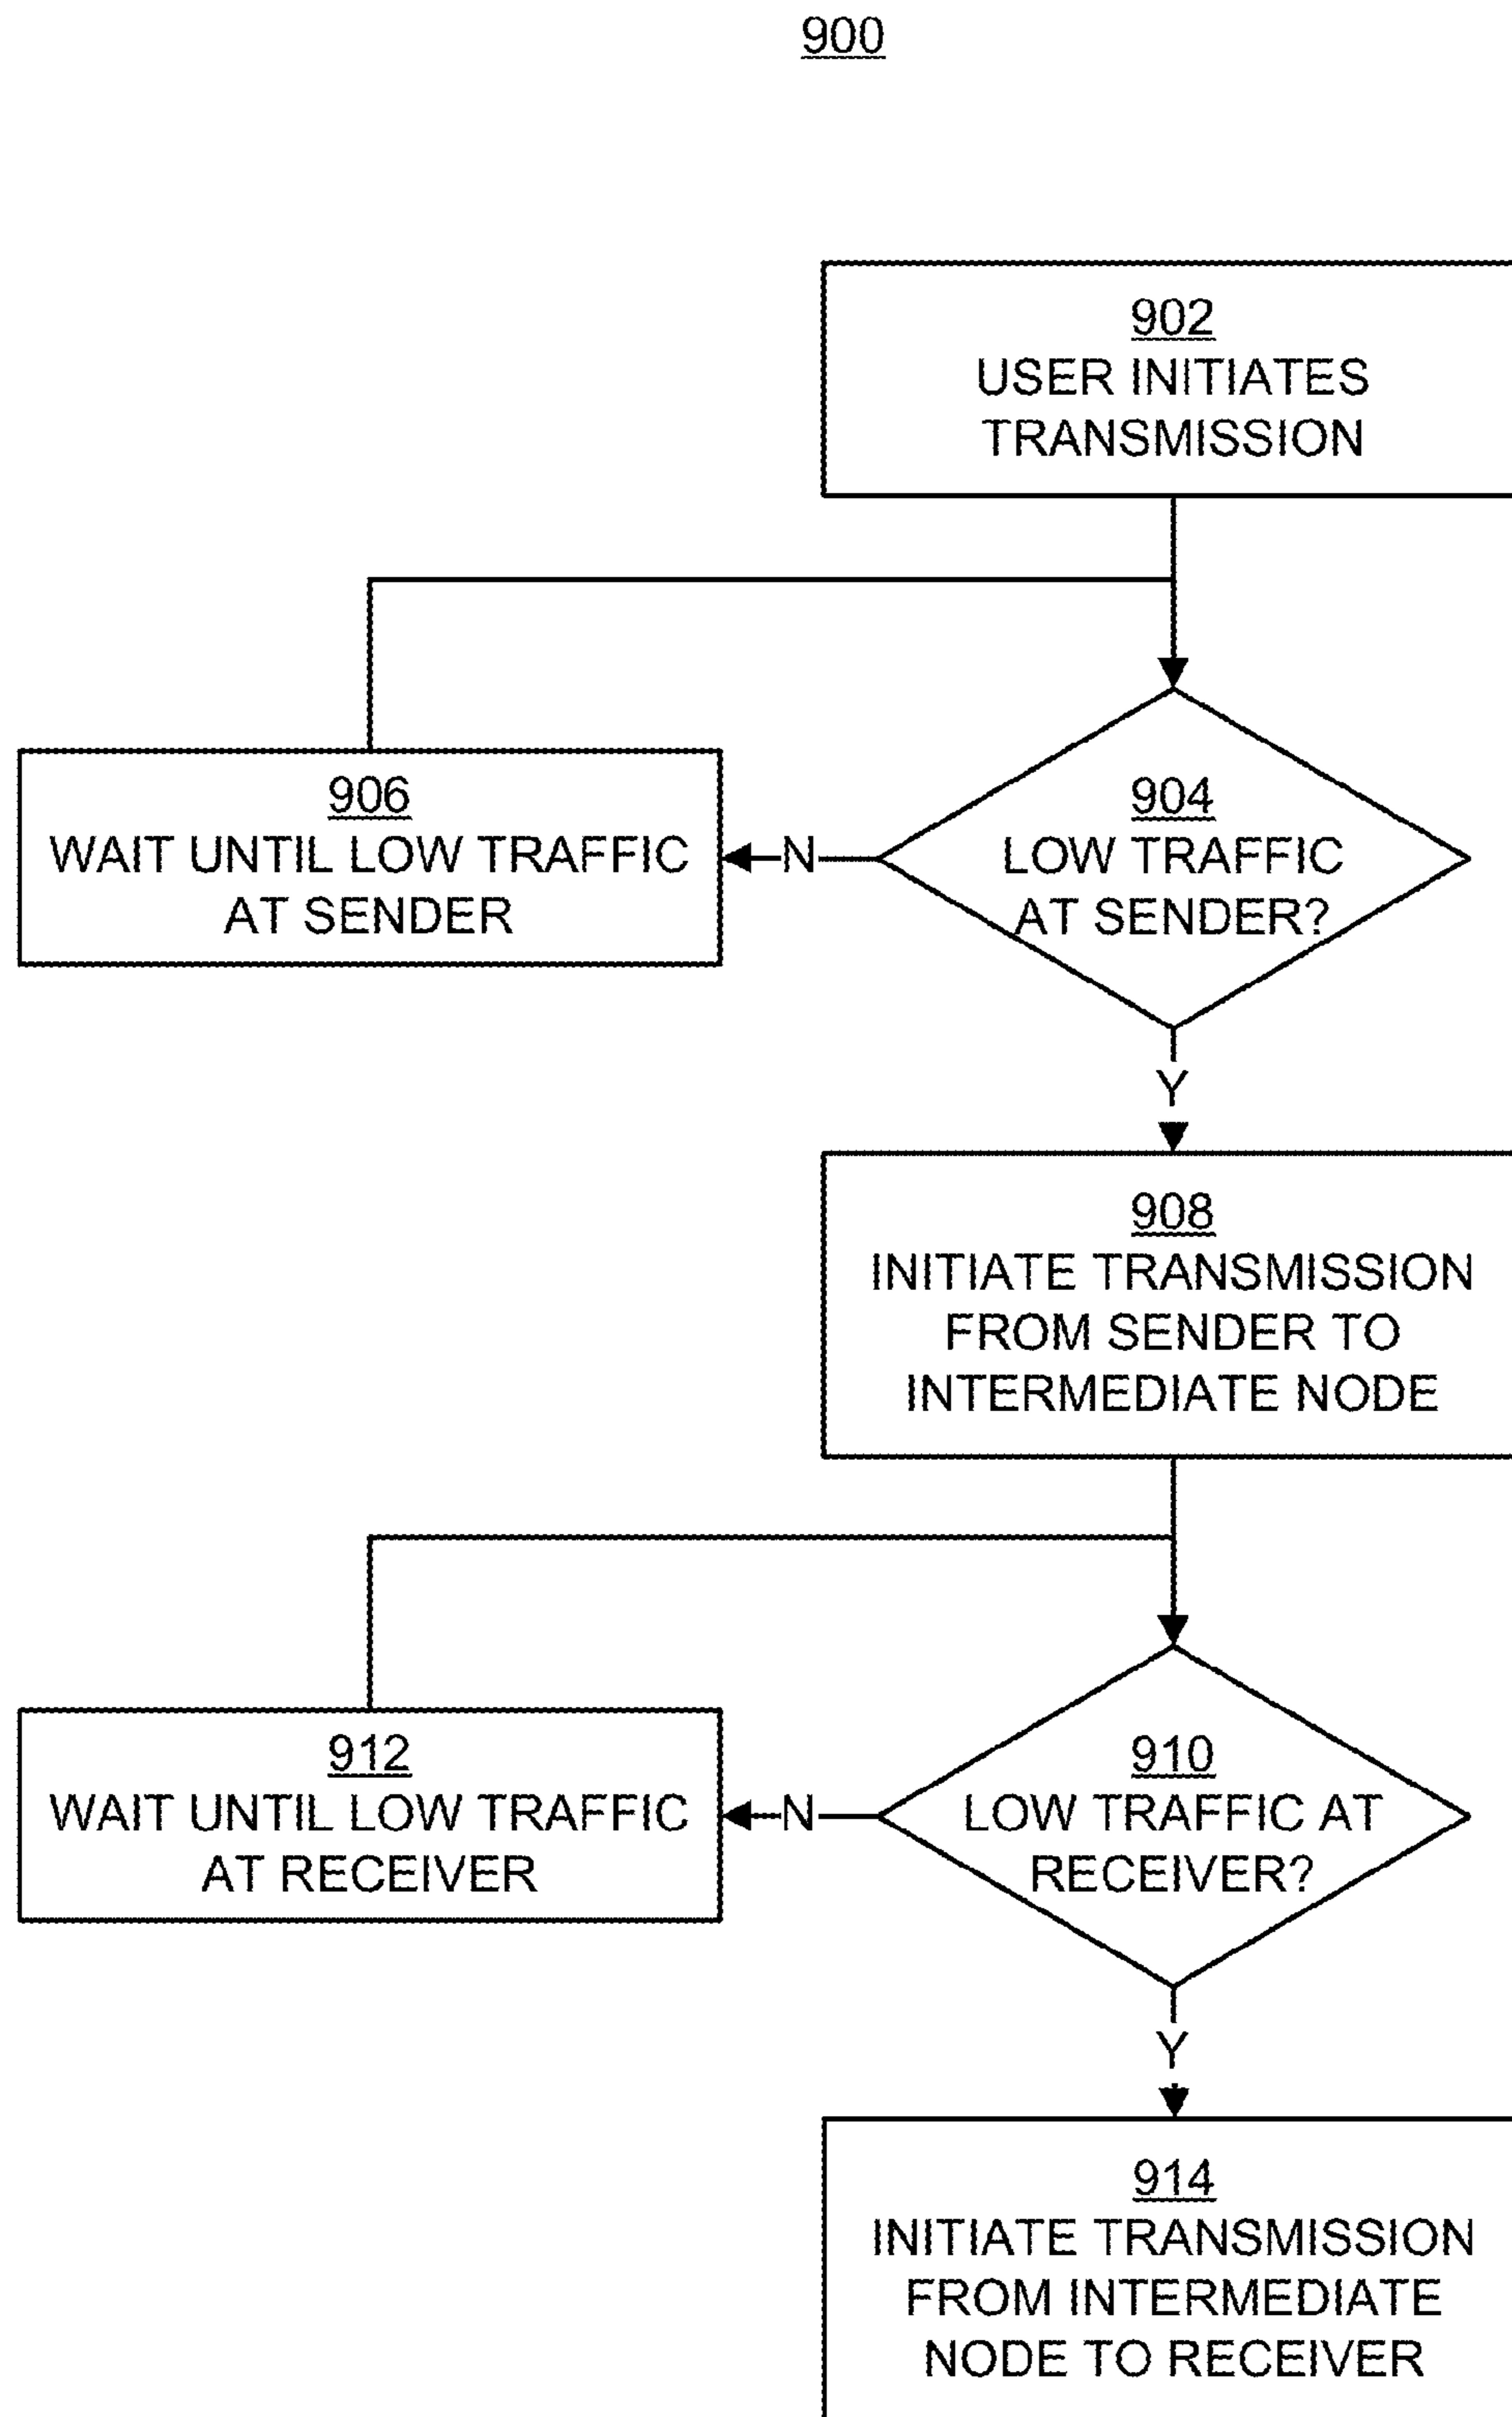 900
902
USER INITIATES
TRANSMISSION
906
WAIT UNTIL LOW TRAFFIC
AT SENDER
N
904
LOW TRAFFIC
AT SENDER?
Y
908
INITIATE TRANSMISSION
FROM SENDER TO
INTERMEDIATE NODE
912
WAIT UNTIL LOW TRAFFIC
AT RECEIVER
N
910
LOW TRAFFIC AT
RECEIVER?
Y
914
INITIATE TRANSMISSION
FROM INTERMEDIATE
NODE TO RECEIVER